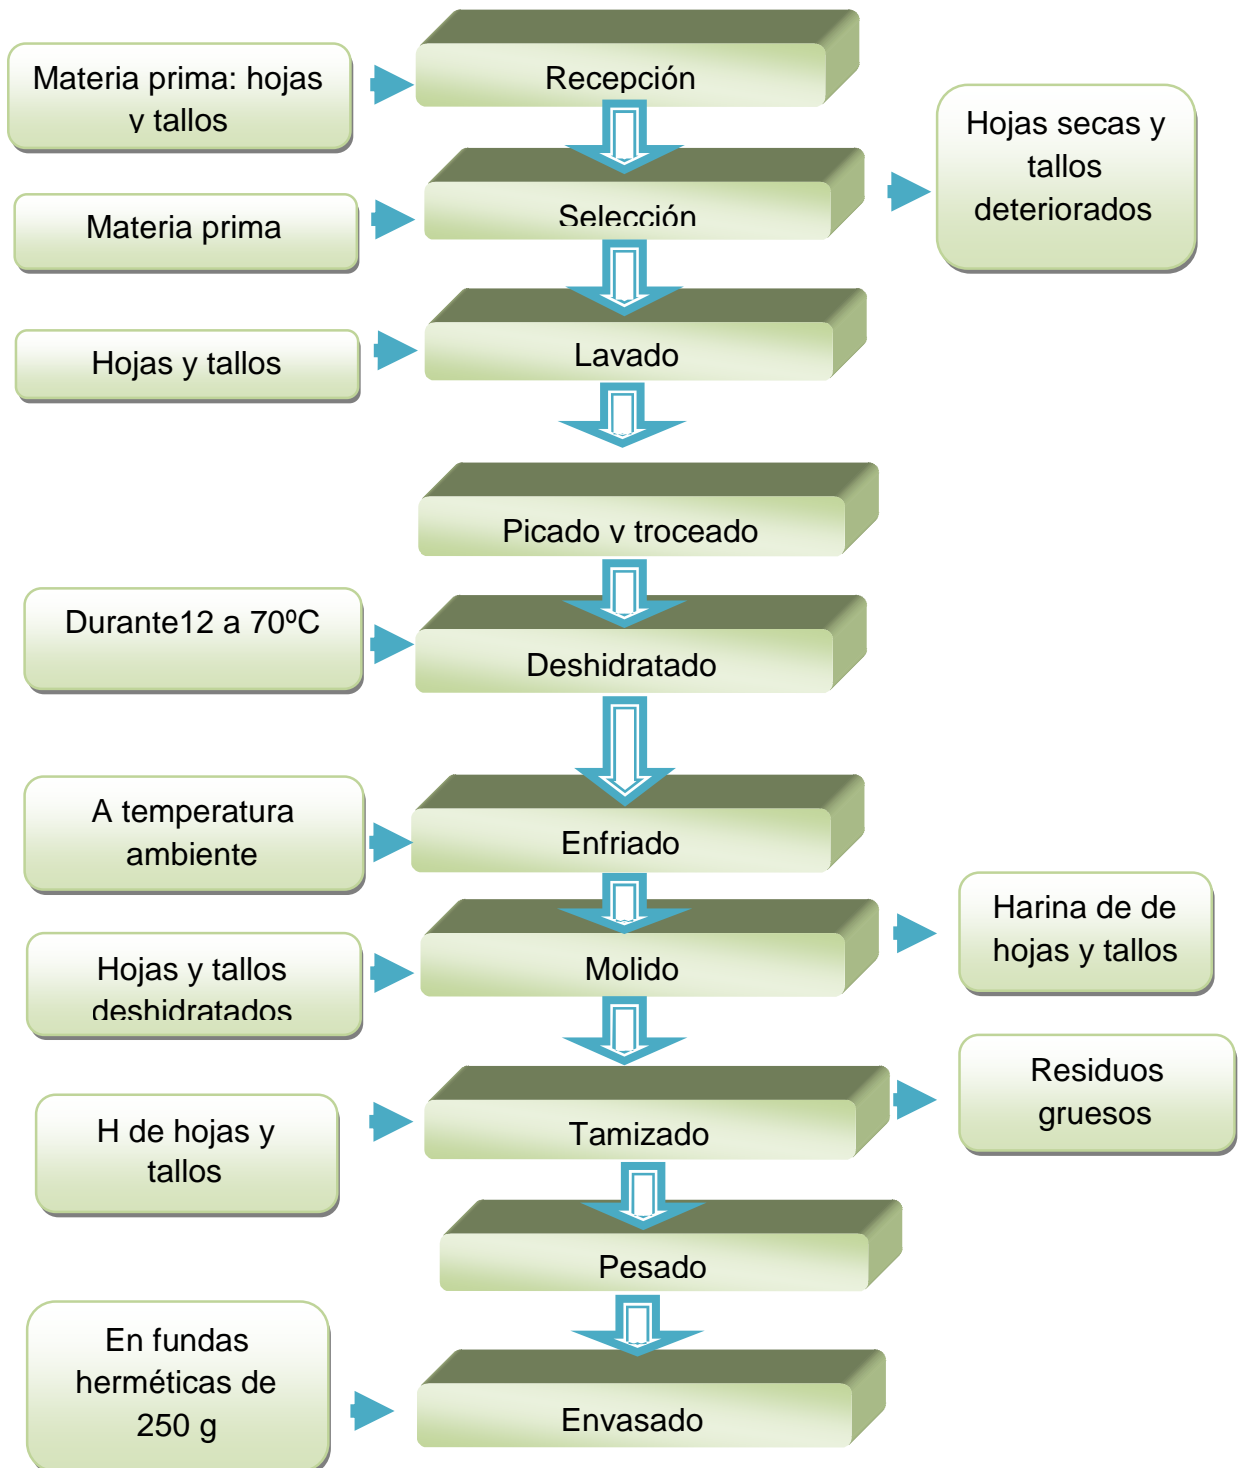 Materia prima: hojas
y tallos
Recepción
Materia prima
Selección
Hojas secas y
tallos
deteriorados
Hojas y tallos
Lavado
Picado y troceado
Durante12 a 70ºC
Deshidratado
A temperatura
ambiente
Enfriado
Hojas y tallos
deshidratados
Molido
Harina de de
hojas y tallos
H de hojas y
tallos
Tamizado
Residuos
gruesos
Pesado
En fundas
herméticas de
250 g
Envasado